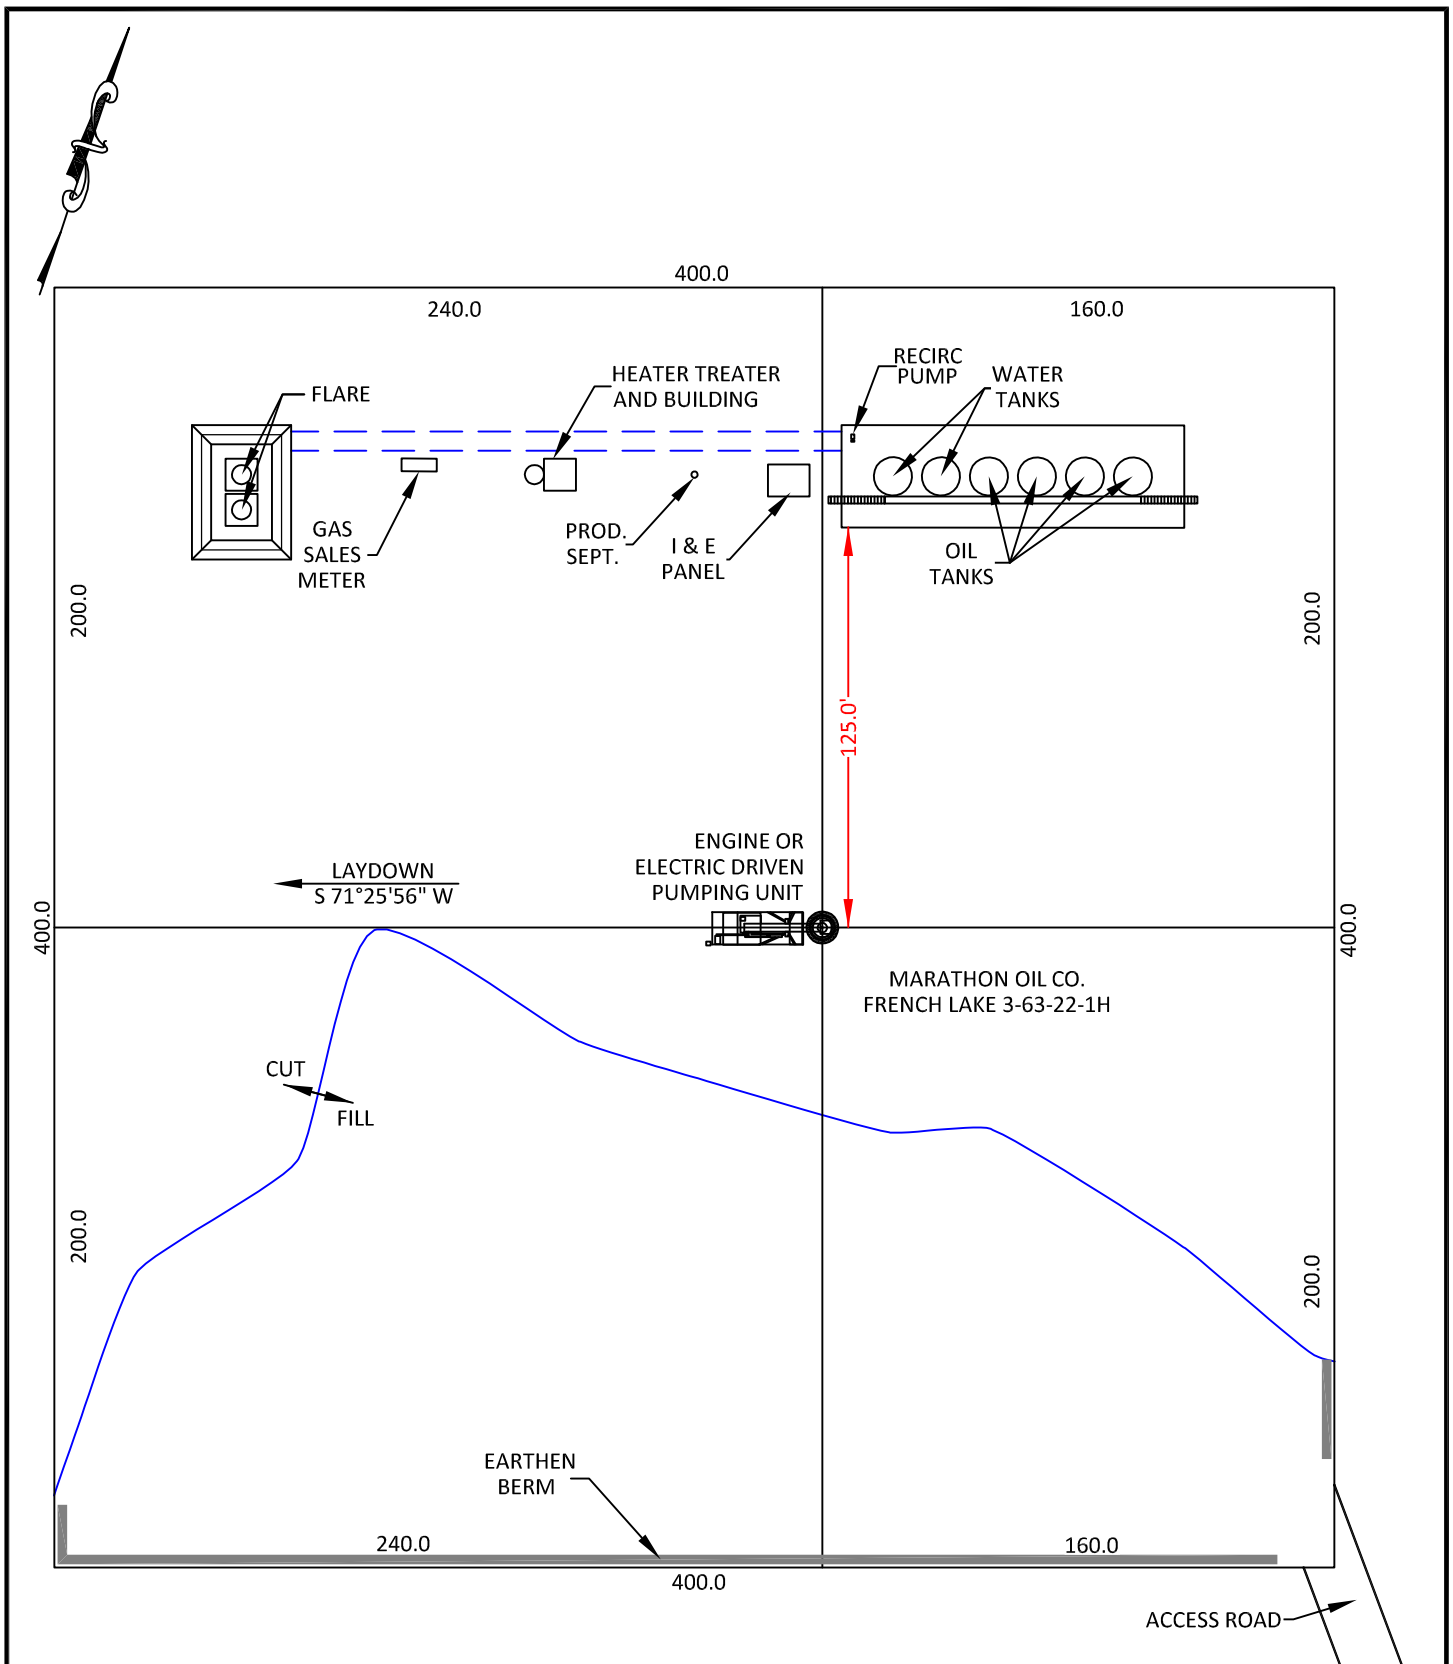 400.0
240.0
160.0
RECIRC
PUMP
HEATER TREATER
AND BUILDING
WATER
TANKS
FLARE
GAS
SALES
METER
PROD.
SEPT.
I & E
PANEL
OIL
TANKS
200.0
200.0
125.0'
ENGINE OR
ELECTRIC DRIVEN
PUMPING UNIT
LAYDOWN
S 71°25'56" W
400.0
400.0
MARATHON OIL CO.
FRENCH LAKE 3-63-22-1H
CUT
FILL
200.0
200.0
EARTHEN
BERM
240.0
160.0
400.0
ACCESS ROAD